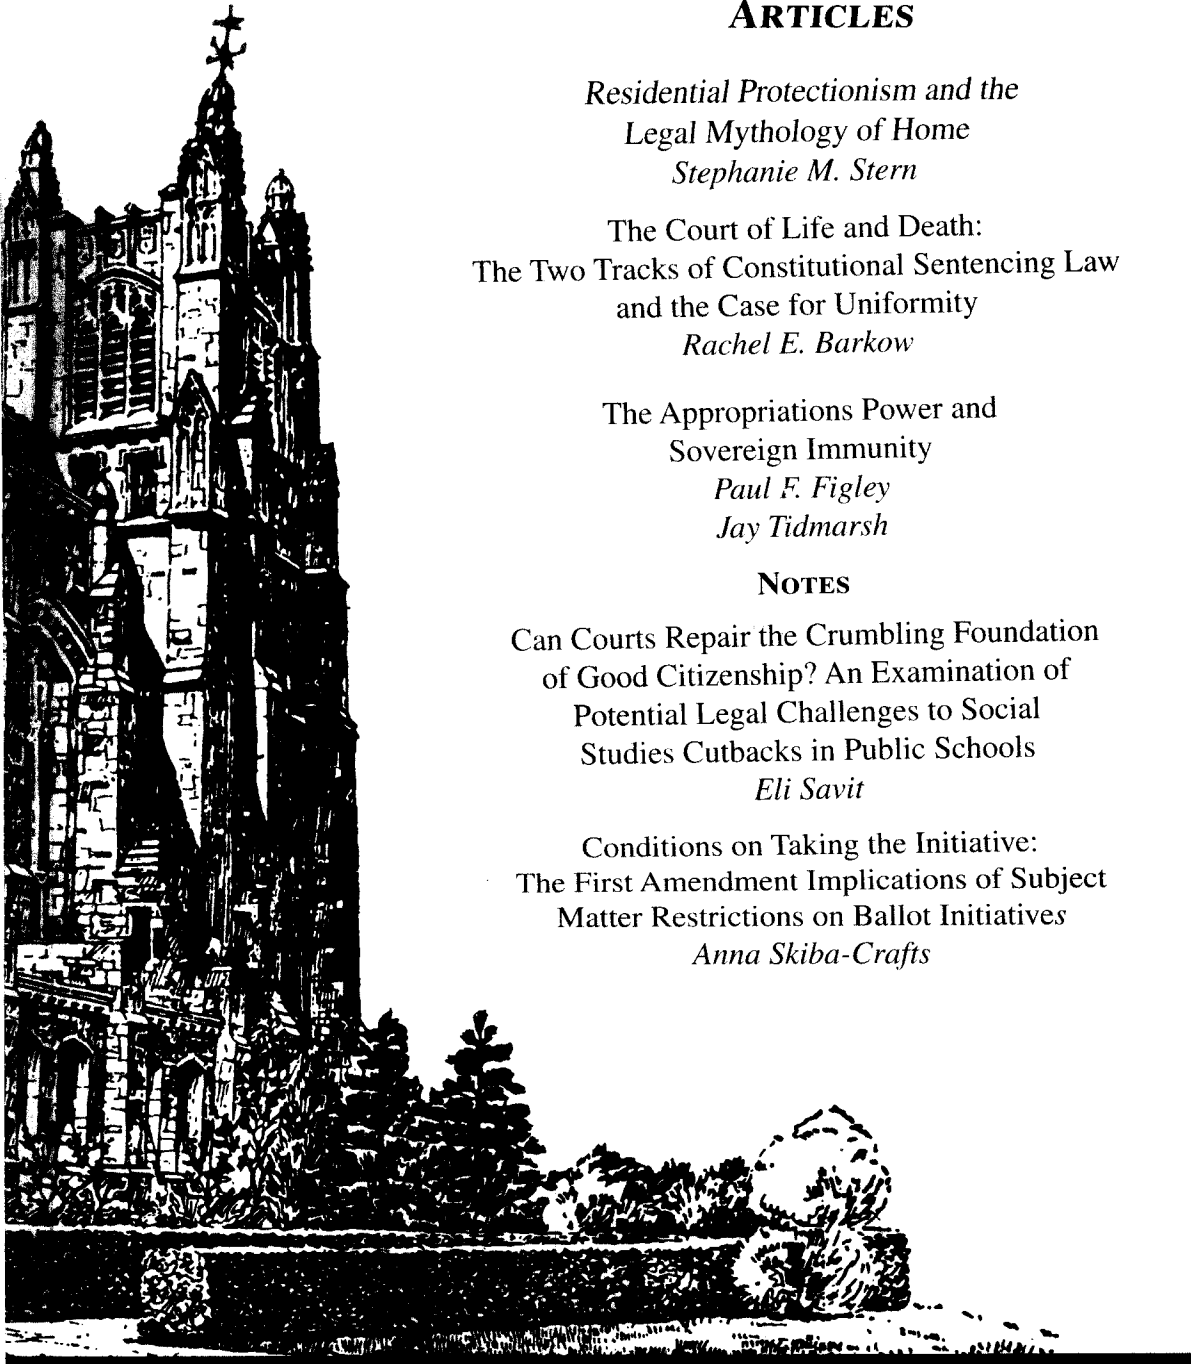 ARTICLES
Residential Protectionism and the
Legal Mythology of Home
Stephanie M. Stern
The Court of Life and Death:
The Two Tracks of Constitutional Sentencing Law
and the Case for Uniformity
Rachel E. Barkow
The Appropriations Power and
Sovereign Immunity
Paul F. Figley
Jay Tidmarsh
NOTES
Can Courts Repair the Crumbling Foundation
of Good Citizenship? An Examination of
Potential Legal Challenges to Social
Studies Cutbacks in Public Schools
Eli Savit
Conditions on Taking the Initiative:
The First Amendment Implications of Subject
Matter Restrictions on Ballot Initiatives
Anna Skiba-Crafts